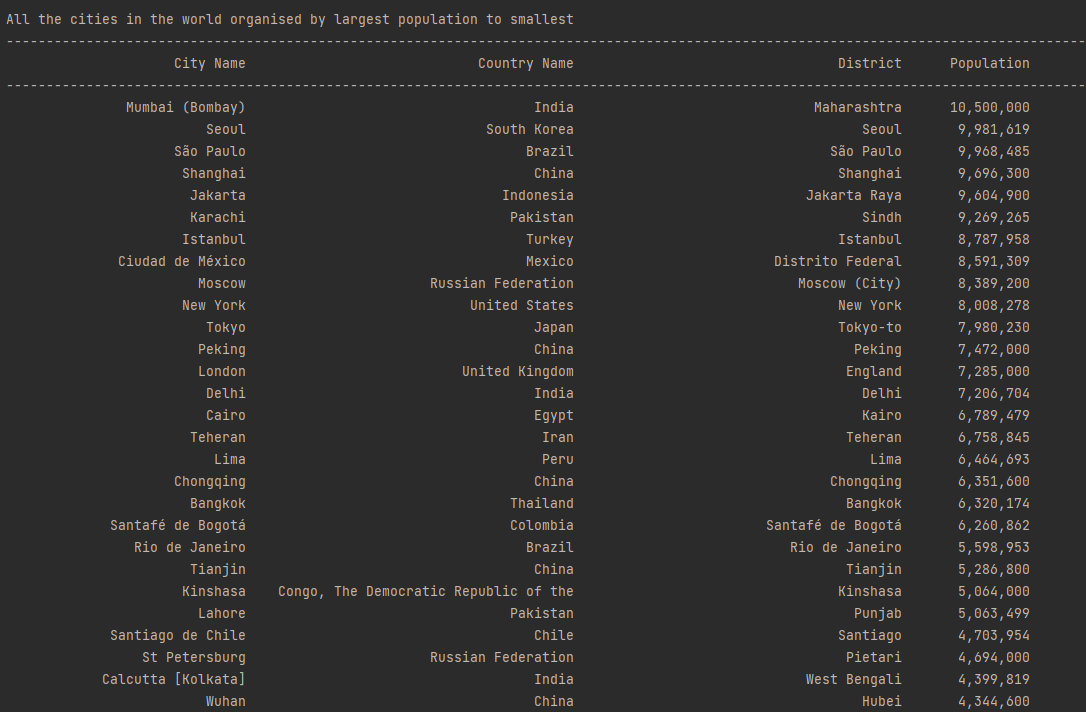 All the cities in the world organised by largest population to smallest
City Name Country Name District Population
Mumbai (Bombay) India Maharashtra 10,500,000
Seoul South Korea Seoul 9,981,619
São Paulo Brazil São Paulo 9,968,485
Shanghai China Shanghai 9,696,300
Jakarta Indonesia Jakarta Raya 9,604,900
Karachi Pakistan Sindh 9,269,265
Istanbul Turkey Istanbul 8,787,958
Ciudad de México Mexico Distrito Federal 8,591,309
Moscow Russian Federation Moscow (City) 8,389,200
New York United States New York 8,008,278
Tokyo Japan Tokyo-to 7,980,230
Peking China Peking 7,472,000
London United Kingdom England 7,285,000
Delhi India Delhi 7,206,704
Cairo Egypt Kairo 6,789,479
Teheran Iran Teheran 6,758,845
Lima Peru Lima 6,464,693
Chongqing China Chongqing 6,351,600
Bangkok Thailand Bangkok 6,320,174
Santafé de Bogotá Colombia Santafé de Bogotá 6,260,862
Rio de Janeiro Brazil Rio de Janeiro 5,598,953
Tianjin China Tianjin 5,286,800
Kinshasa Congo, The Democratic Republic of the Kinshasa 5,064,000
Lahore Pakistan Punjab 5,063,499
Santiago de Chile Chile Santiago 4,703,954
St Petersburg Russian Federation Pietari 4,694,000
Calcutta [Kolkata] India West Bengali 4,399,819
Wuhan China Hubei 4,344,600